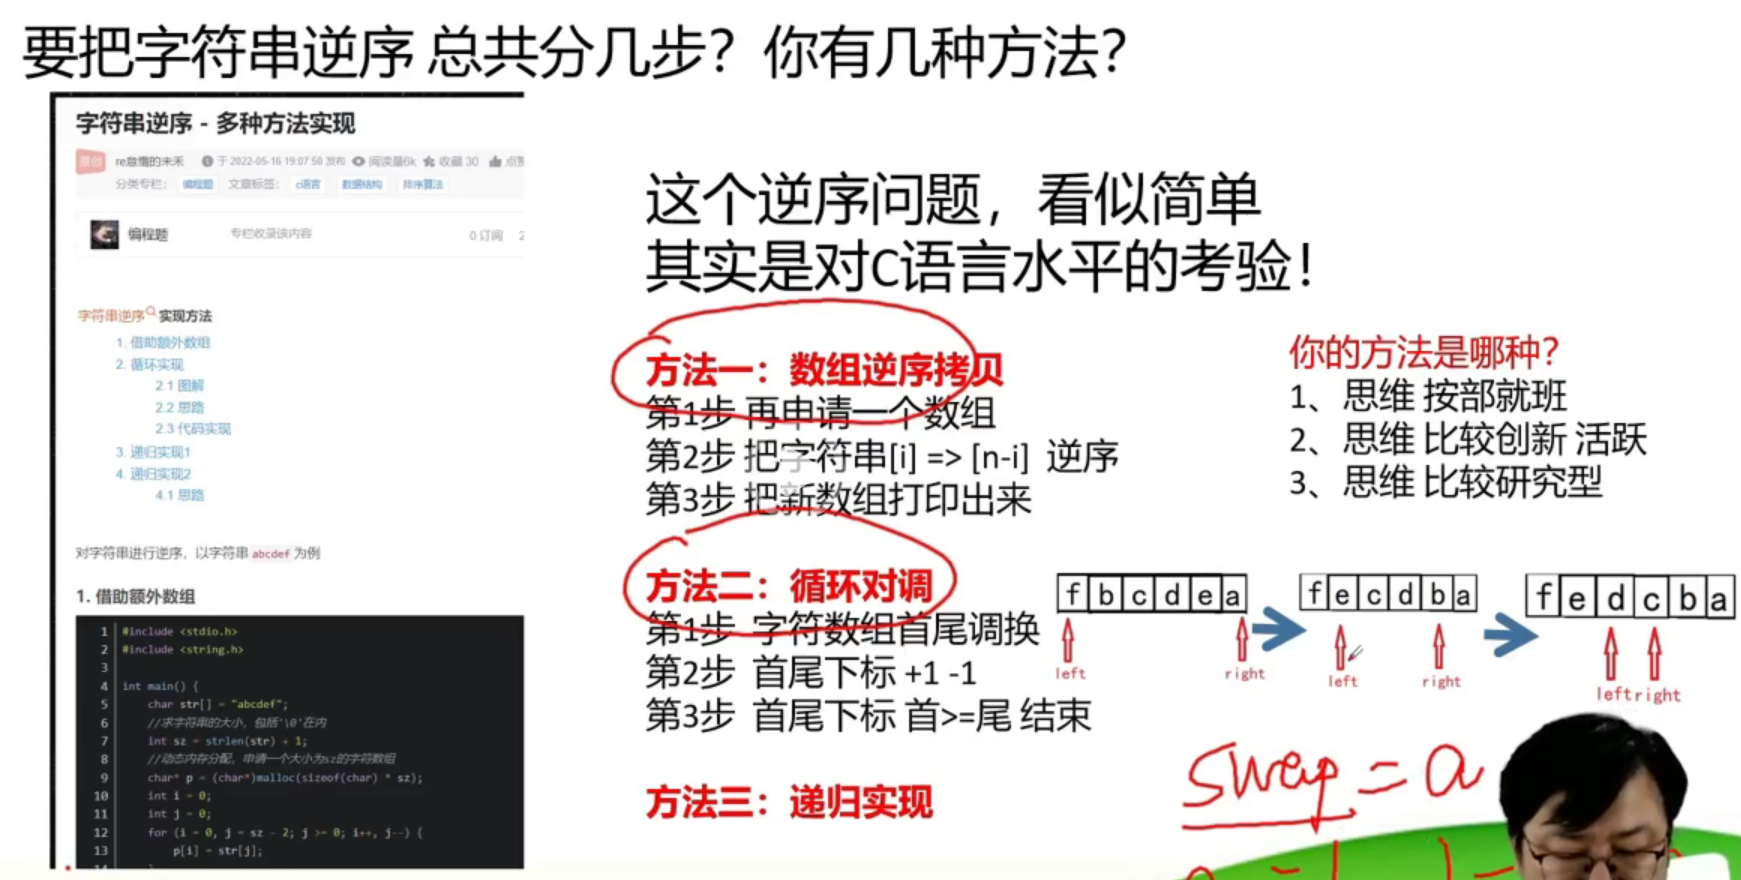 要把字符串逆序 总共分几步？你有几种方法？
字符串逆序 - 多种方法实现
原创 re怠惰的未禾 于 2022-05-16 19:07:50 发布 阅读量6k 收藏 30 点赞
分类专栏： 编程题 文章标签： c语言 数据结构 排序算法
编程题 专栏收录该内容 0 订阅 2
字符串逆序 实现方法
1. 借助额外数组
2. 循环实现
2.1 图解
2.2 思路
2.3 代码实现
3. 递归实现1
4. 递归实现2
4.1 思路
对字符串进行逆序，以字符串 abcdef 为例
1. 借助额外数组
1 #include <stdio.h>
2 #include <string.h>
3
4 int main() {
5 char str[] = "abcdef";
6 //求字符串的大小，包括'\0'在内
7 int sz = strlen(str) + 1;
8 //动态内存分配，申请一个大小为sz的字符数组
9 char* p = (char*)malloc(sizeof(char) * sz);
10 int i = 0;
11 int j = 0;
12 for (i = 0, j = sz - 2; j >= 0; i++, j--) {
13 p[i] = str[j];
14 }
这个逆序问题，看似简单
其实是对C语言水平的考验！
方法一：数组逆序拷贝
第1步 再申请一个数组
第2步 把字符串[i] => [n-i] 逆序
第3步 把新数组打印出来
方法二：循环对调
第1步 字符数组首尾调换
第2步 首尾下标 +1 -1
第3步 首尾下标 首>=尾 结束
方法三：递归实现
你的方法是哪种？
1、思维 按部就班
2、思维 比较创新 活跃
3、思维 比较研究型
f b c d e a
left right
f e c d b a
left right
f e d c b a
left right
swap = a